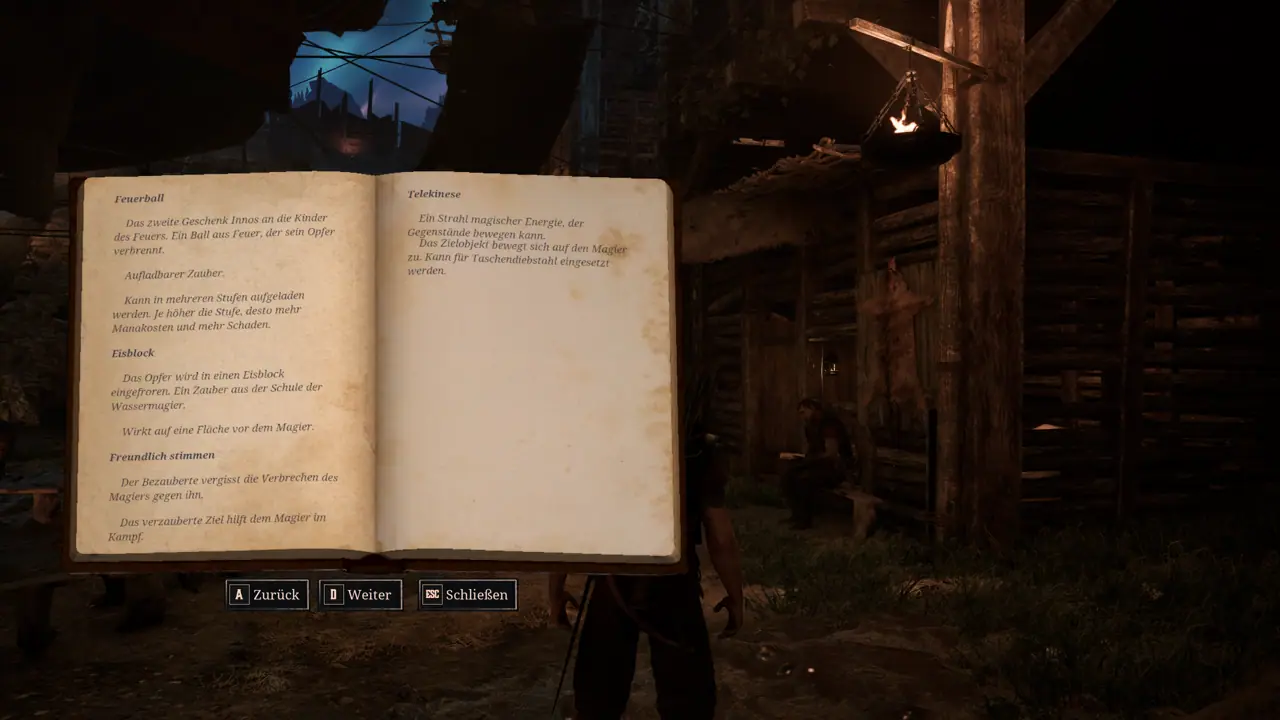 Feuerball
Das zweite Geschenk Innos an die Kinder
des Feuers. Ein Ball aus Feuer, der sein Opfer
verbrennt.
Aufladbarer Zauber.
Kann in mehreren Stufen aufgeladen
werden. Je höher die Stufe, desto mehr
Manakosten und mehr Schaden.
Eisblock
Das Opfer wird in einen Eisblock
eingefroren. Ein Zauber aus der Schule der
Wassermagier.
Wirkt auf eine Fläche vor dem Magier.
Freundlich stimmen
Der Bezauberte vergisst die Verbrechen des
Magiers gegen ihn.
Das verzauberte Ziel hilft dem Magier im
Kampf.
Telekinese
Ein Strahl magischer Energie, der
Gegenstände bewegen kann.
Das Zielobjekt bewegt sich auf den Magier
zu. Kann für Taschendiebstahl eingesetzt
werden.
A Zurück
D Weiter
ESC Schließen